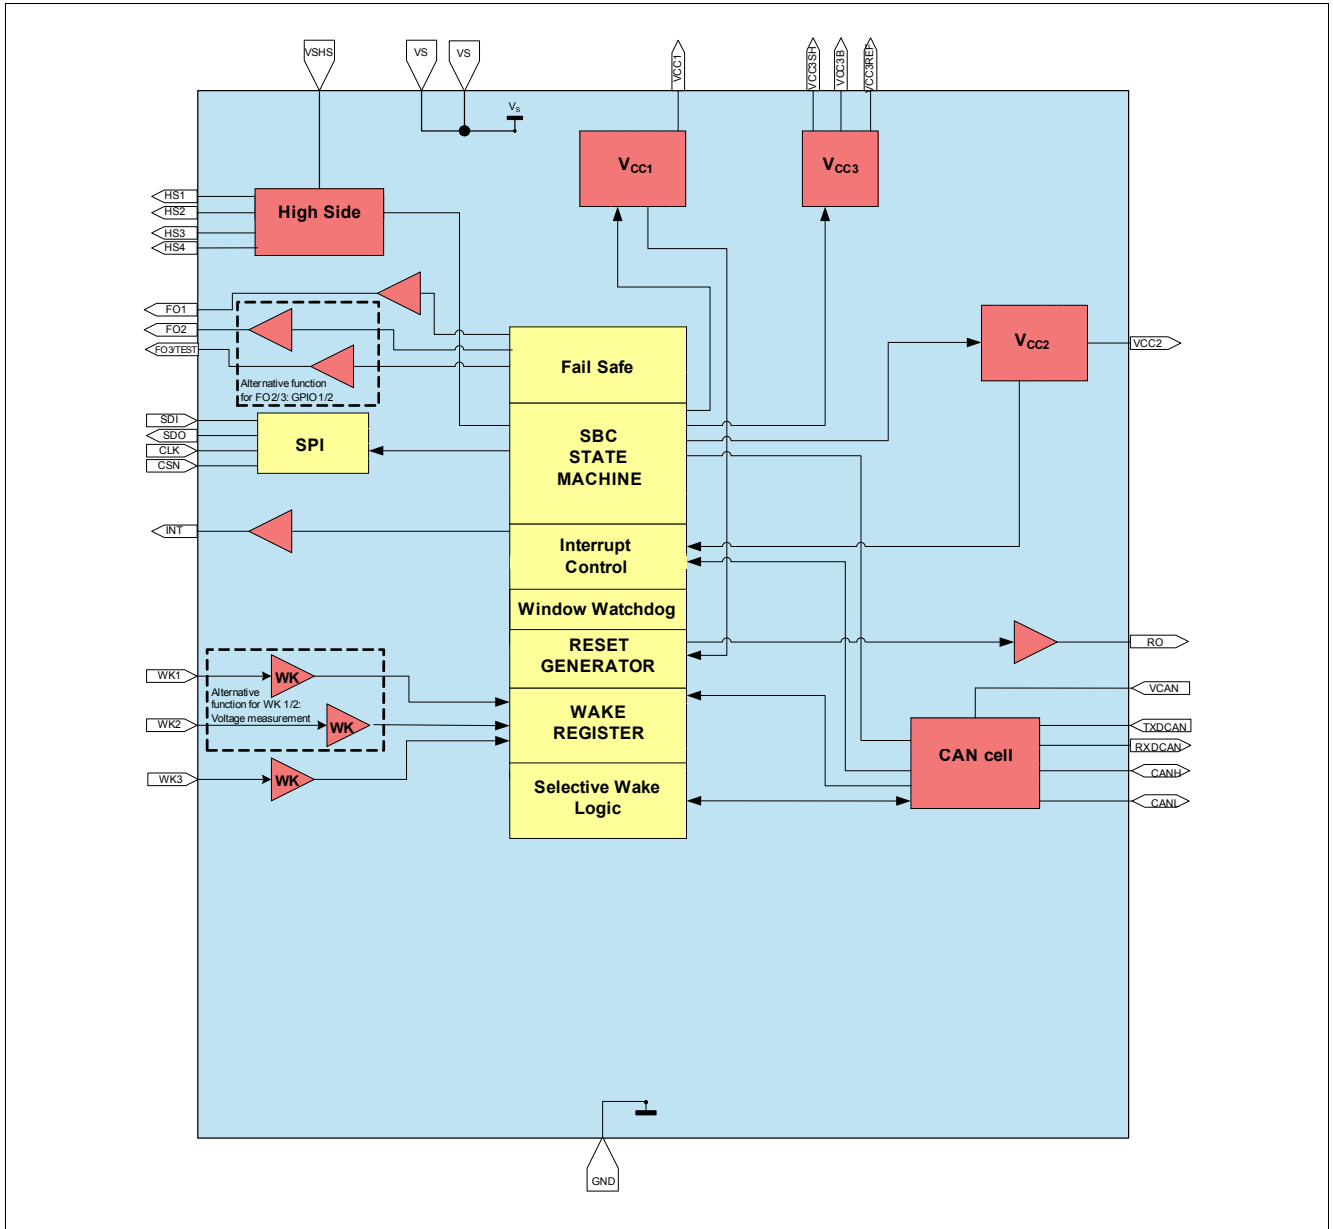 VSHS
VS
VS
VCC1
VCC3SH
VCC3B
VCC3REF
VS
VCC1
VCC3
HS1
HS2
HS3
HS4
High Side
FO1
FO2
FO3/TEST
Alternative function
for FO2/3: GPIO1/2
Fail Safe
VCC2
VCC2
SDI
SDO
CLK
CSN
SPI
SBC
STATE
MACHINE
INT
Interrupt
Control
Window Watchdog
RESET
GENERATOR
RO
WK1
WK
Alternative
function for WK 1/2:
Voltage measurement
WK2
WK
WK3
WK
WAKE
REGISTER
Selective Wake
Logic
VCAN
TXDCAN
RXDCAN
CANH
CANL
CAN cell
GND